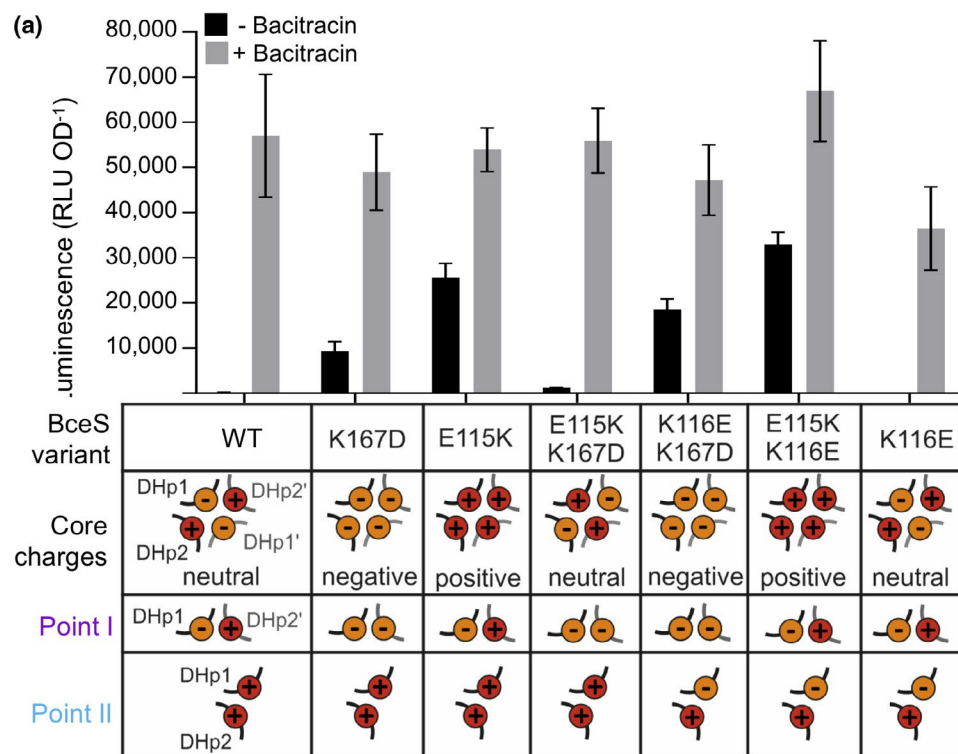 (a)
- Bacitracin
+ Bacitracin
.uminescence (RLU OD-1)
80,000
70,000
60,000
50,000
40,000
30,000
20,000
10,000
BceS variant
WT
K167D
E115K
E115K K167D
K116E K167D
E115K K116E
K116E
Core charges
DHp1
- +
DHp2'
+ -
DHp2
DHp1'
neutral
- -
- -
negative
+ +
+ +
positive
+ -
- +
neutral
- -
- -
negative
+ +
+ +
positive
- +
+ -
neutral
Point I
DHp1 - + DHp2'
- -
- +
- -
- -
- +
- +
Point II
DHp1
+
+
DHp2
+
+
+
+
+
+
-
+
-
+
-
+